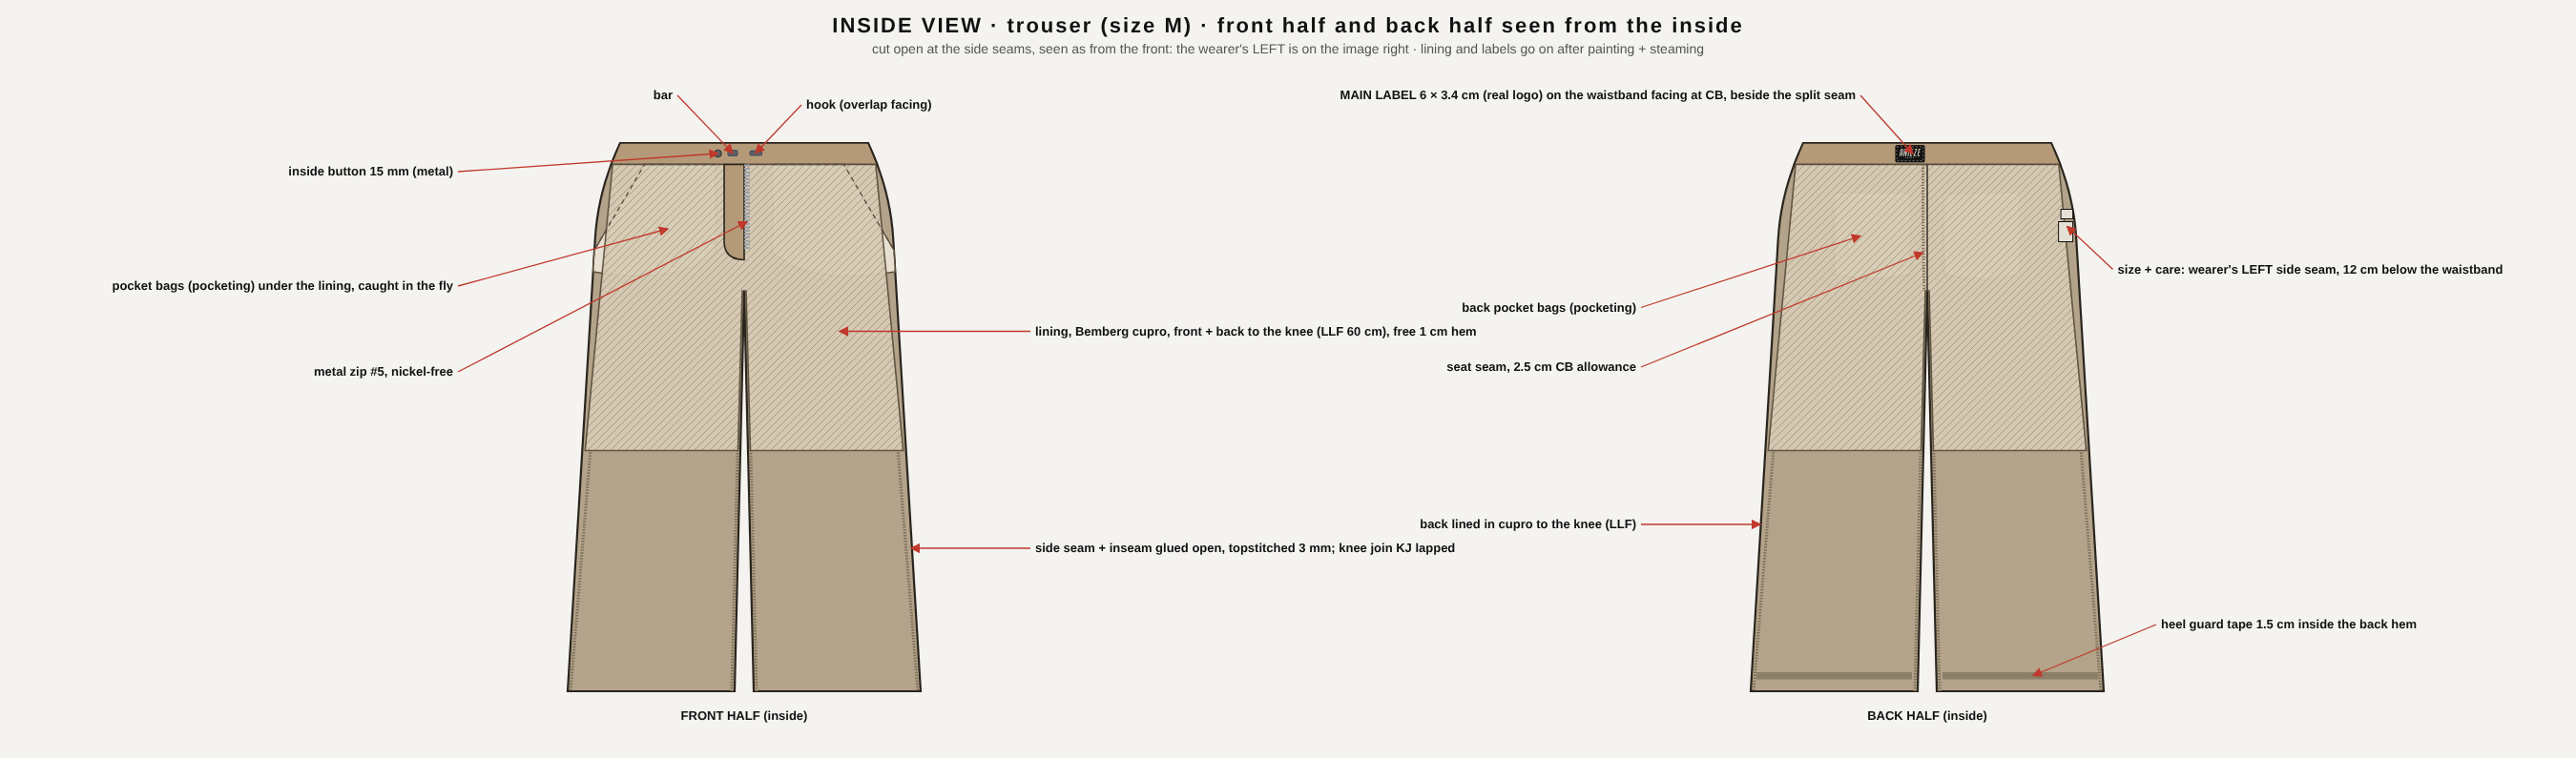 INSIDE VIEW · trouser (size M) · front half and back half seen from the inside
cut open at the side seams, seen as from the front: the wearer's LEFT is on the image right · lining and labels go on after painting + steaming
bar
hook (overlap facing)
inside button 15 mm (metal)
pocket bags (pocketing) under the lining, caught in the fly
metal zip #5, nickel-free
lining, Bemberg cupro, front + back to the knee (LLF 60 cm), free 1 cm hem
side seam + inseam glued open, topstitched 3 mm; knee join KJ lapped
FRONT HALF (inside)
MAIN LABEL 6 × 3.4 cm (real logo) on the waistband facing at CB, beside the split seam
size + care: wearer's LEFT side seam, 12 cm below the waistband
back pocket bags (pocketing)
seat seam, 2.5 cm CB allowance
back lined in cupro to the knee (LLF)
heel guard tape 1.5 cm inside the back hem
BACK HALF (inside)